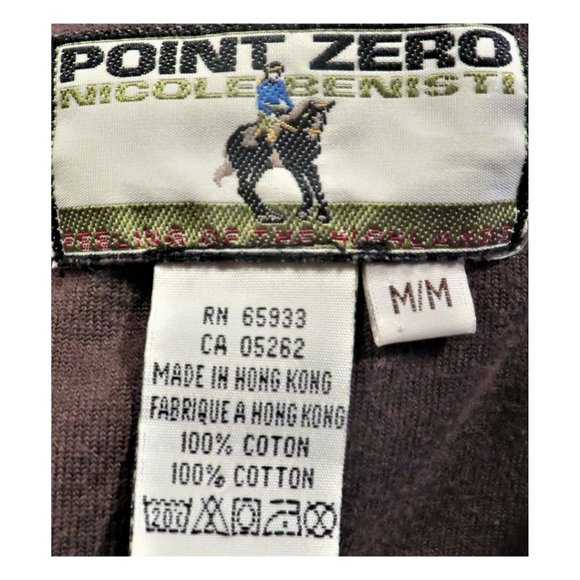 POINT ZERO
NICOLE BENISTI
FEELING OF THE HIGHLANDS
M/M
RN 65933
CA 05262
MADE IN HONG KONG
FABRIQUE A HONG KONG
100% COTON
100% COTTON